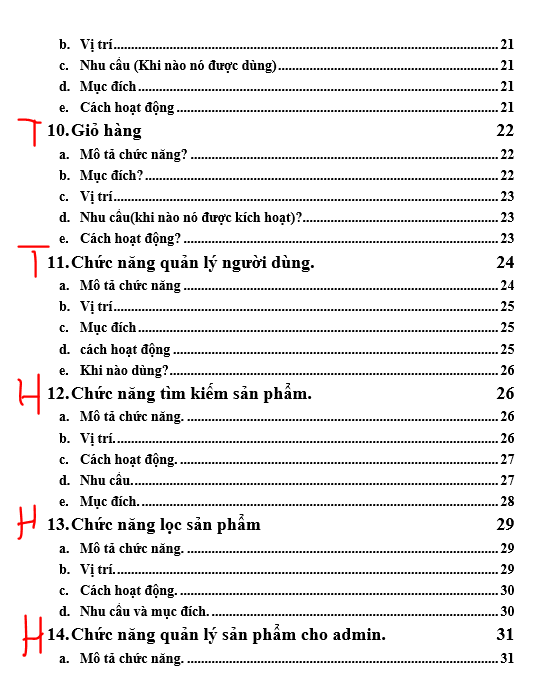 b. Vị trí 21
c. Nhu cầu (Khi nào nó được dùng) 21
d. Mục đích 21
e. Cách hoạt động 21
T 10. Giỏ hàng 22
a. Mô tả chức năng? 22
b. Mục đích? 22
c. Vị trí 23
d. Nhu cầu(khi nào nó được kích hoạt)? 23
e. Cách hoạt động? 23
T 11. Chức năng quản lý người dùng. 24
a. Mô tả chức năng 24
b. Vị trí 25
c. Mục đích 25
d. cách hoạt động 25
e. Khi nào dùng? 26
H 12. Chức năng tìm kiếm sản phẩm. 26
a. Mô tả chức năng. 26
b. Vị trí. 26
c. Cách hoạt động. 27
d. Nhu cầu. 27
e. Mục đích. 28
H 13. Chức năng lọc sản phẩm 29
a. Mô tả chức năng. 29
b. Vị trí. 29
c. Cách hoạt động. 30
d. Nhu cầu và mục đích. 30
H 14. Chức năng quản lý sản phẩm cho admin. 31
a. Mô tả chức năng. 31